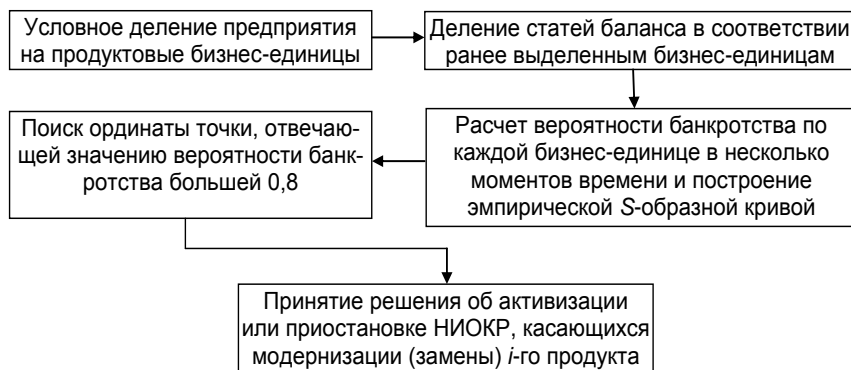 Условное деление предприятия
на продуктовые бизнес-единицы
Деление статей баланса в соответствии
ранее выделенным бизнес-единицам
Расчет вероятности банкротства по
каждой бизнес-единице в несколько
моментов времени и построение
эмпирической S-образной кривой
Поиск ординаты точки, отвечаю-
щей значению вероятности бан-
кротства большей 0,8
Принятие решения об активизации
или приостановке НИОКР, касающихся
модернизации (замены) i-го продукта